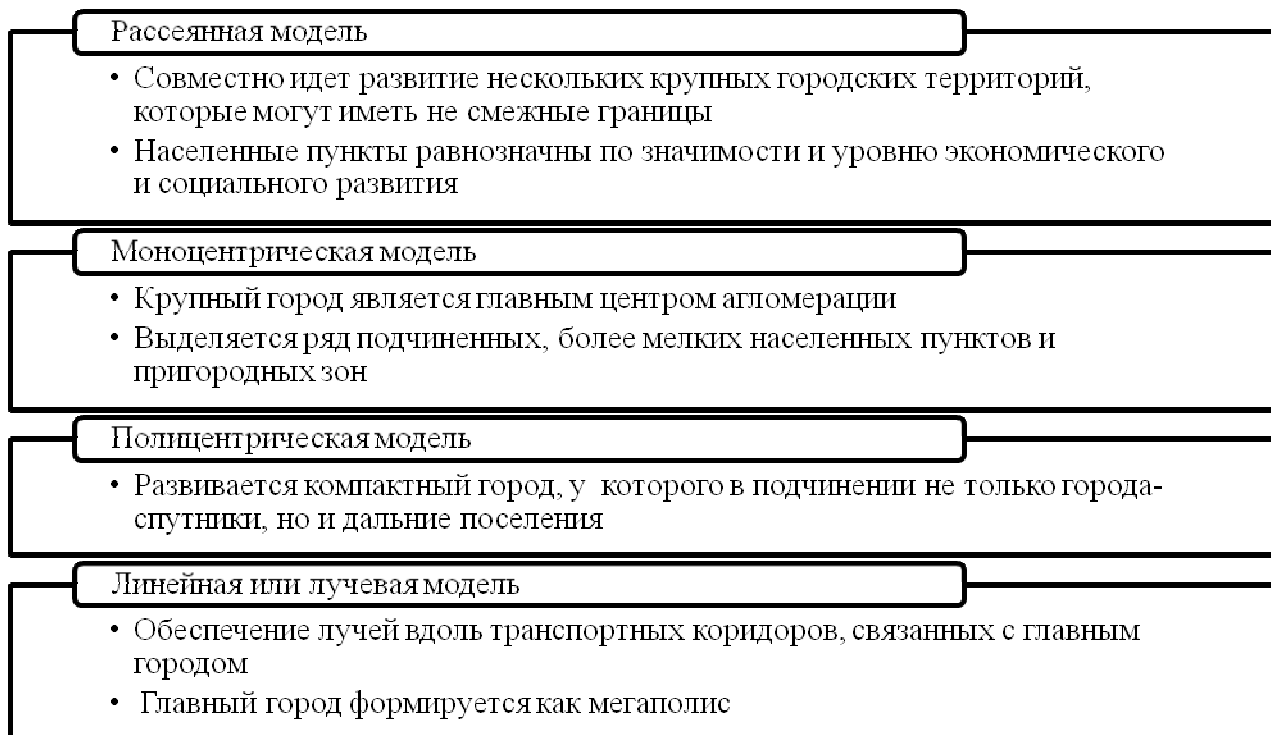 Рассеянная модель
• Совместно идет развитие нескольких крупных городских территорий,
которые могут иметь не смежные границы
• Населенные пункты равнозначны по значимости и уровню экономического
и социального развития
Моноцентрическая модель
• Крупный город является главным центром агломерации
• Выделяется ряд подчиненных, более мелких населенных пунктов и
пригородных зон
Полицентрическая модель
• Развивается компактный город, у которого в подчинении не только города-
спутники, но и дальние поселения
Линейная или лучевая модель
• Обеспечение лучей вдоль транспортных коридоров, связанных с главным
городом
• Главный город формируется как мегаполис